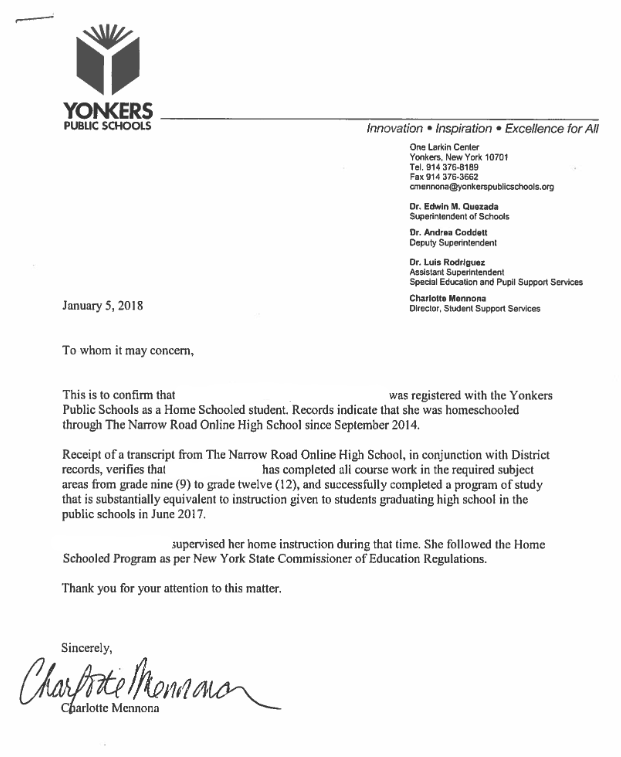 YONKERS
PUBLIC SCHOOLS
Innovation • Inspiration • Excellence for All
One Larkin Center
Yonkers, New York 10701
Tel. 914 376-8189
Fax 914 376-3662
cmennona@yonkerspublicschools.org
Dr. Edwin M. Quezada
Superintendent of Schools
Dr. Andrea Coddett
Deputy Superintendent
Dr. Luis Rodriguez
Assistant Superintendent
Special Education and Pupil Support Services
Charlotte Mennona
Director, Student Support Services
January 5, 2018
To whom it may concern,
This is to confirm that was registered with the Yonkers
Public Schools as a Home Schooled student. Records indicate that she was homeschooled
through The Narrow Road Online High School since September 2014.
Receipt of a transcript from The Narrow Road Online High School, in conjunction with District
records, verifies that has completed all course work in the required subject
areas from grade nine (9) to grade twelve (12), and successfully completed a program of study
that is substantially equivalent to instruction given to students graduating high school in the
public schools in June 2017.
supervised her home instruction during that time. She followed the Home
Schooled Program as per New York State Commissioner of Education Regulations.
Thank you for your attention to this matter.
Sincerely,
Charlotte Mennona
Charlotte Mennona